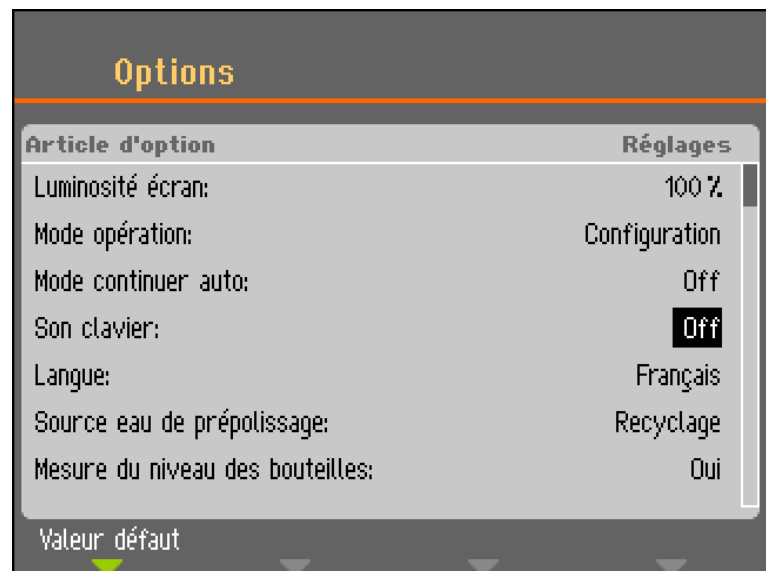 Options
Article d'option Réglages
Luminosité écran: 100 %
Mode opération: Configuration
Mode continuer auto: Off
Son clavier: Off
Langue: Français
Source eau de prépolissage: Recyclage
Mesure du niveau des bouteilles: Oui
Valeur défaut